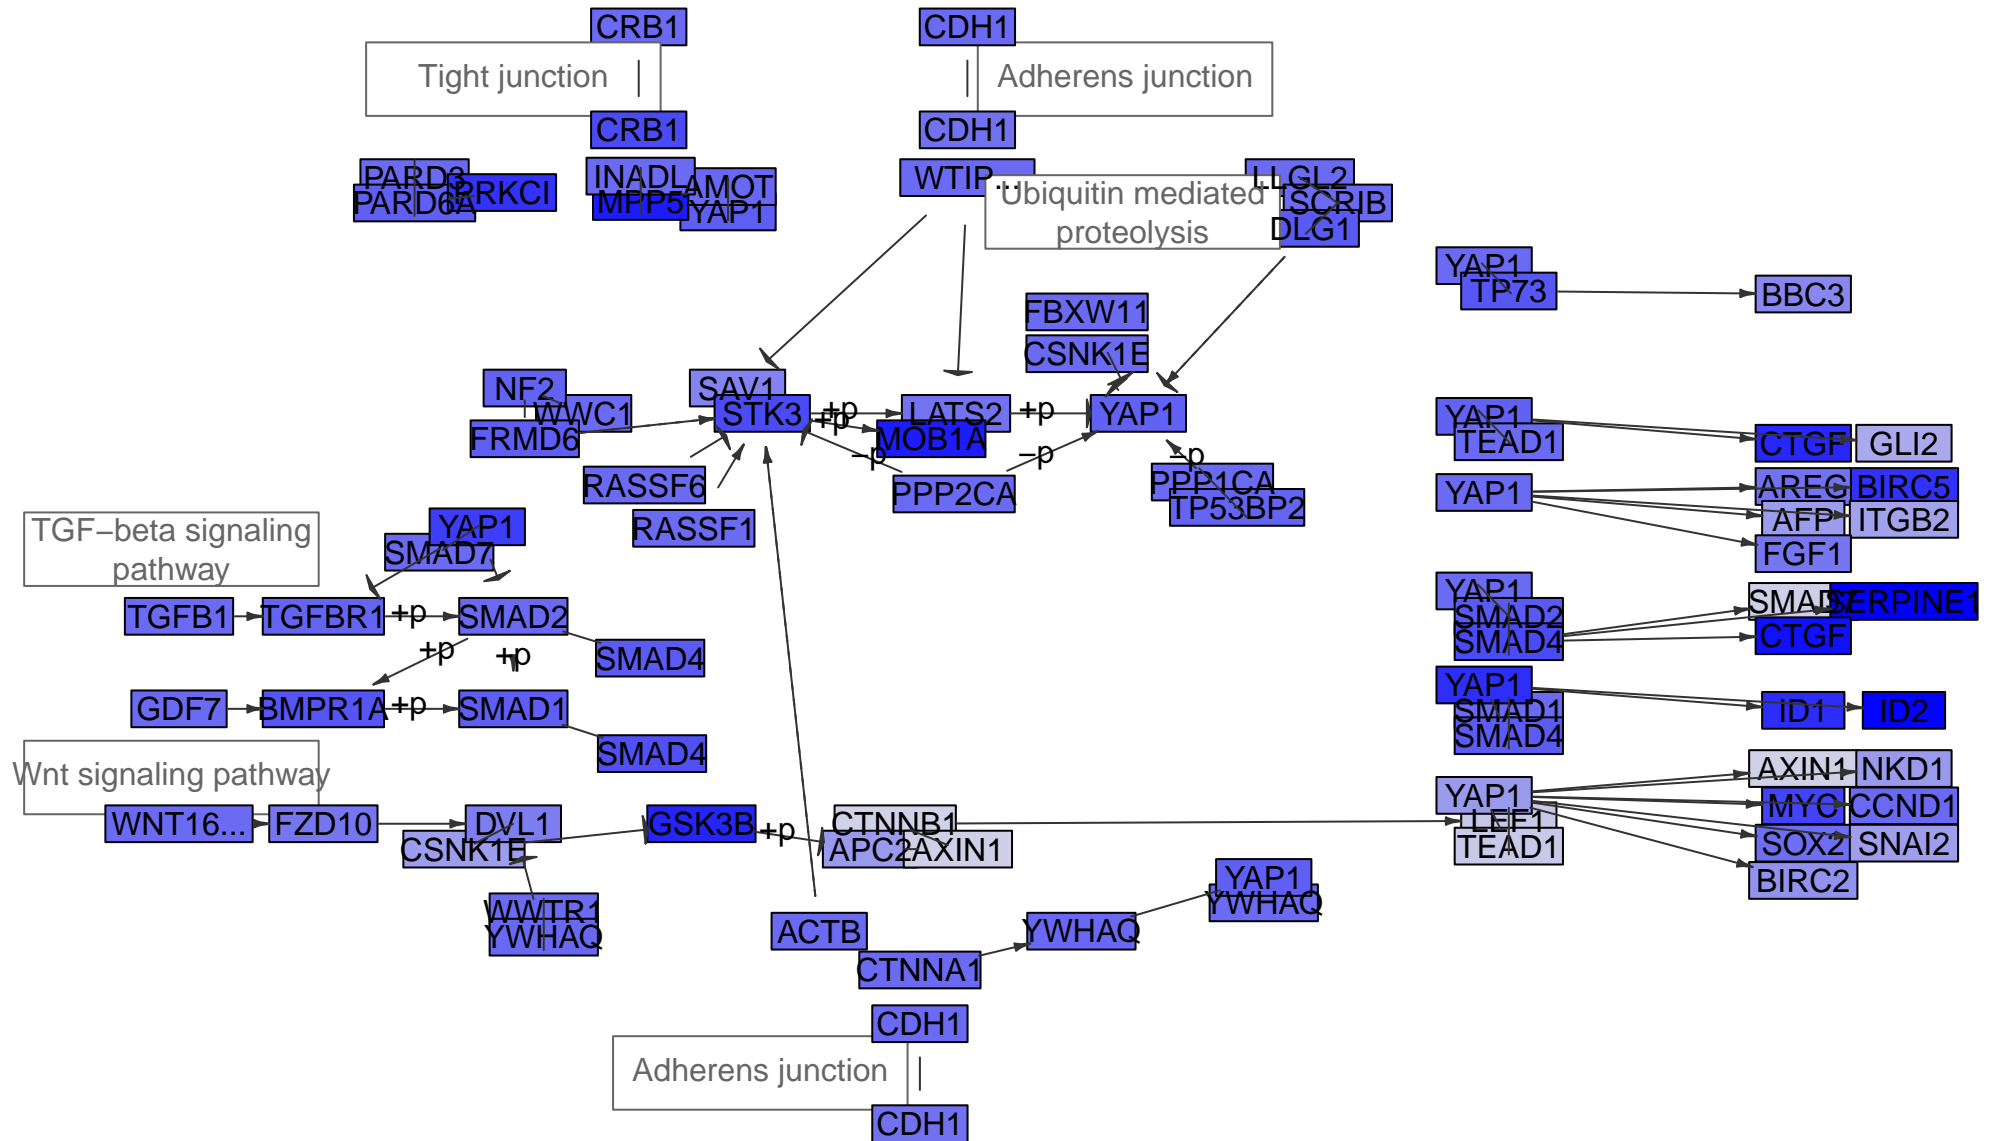 CRB1
CDH1
Tight junction
Adherens junction
CRB1
CDH1
PARD3
PRKCI
PARD6A
INADL
AMOT
MPP5
YAP1
WTIP...
LLGL2
SCRIB
DLG1
Ubiquitin mediated
proteolysis
YAP1
TP73
BBC3
FBXW11
CSNK1E
NF2
WWC1
FRMD6
SAV1
STK3
+p
+p
LATS2
MOB1A
+p
YAP1
YAP1
TEAD1
CTGF
GLI2
RASSF6
RASSF1
−p
PPP2CA
−p
−p
PPP1CA
TP53BP2
YAP1
AREG
BIRC5
AFP
ITGB2
FGF1
TGF−beta signaling
pathway
YAP1
SMAD7
TGFB1
TGFBR1
+p
SMAD2
+p
+p
SMAD4
YAP1
SMAD2
SMAD4
SMAD7
SERPINE1
CTGF
GDF7
BMPR1A
+p
SMAD1
SMAD4
YAP1
SMAD1
SMAD4
ID1
ID2
Wnt signaling pathway
WNT16...
FZD10
DVL1
CSNK1E
GSK3B
+p
CTNNB1
APC2
AXIN1
YAP1
LEF1
TEAD1
AXIN1
NKD1
MYC
CCND1
SOX2
SNAI2
BIRC2
WWTR1
YWHAQ
ACTB
CTNNA1
YWHAQ
YAP1
YWHAQ
CDH1
Adherens junction
CDH1